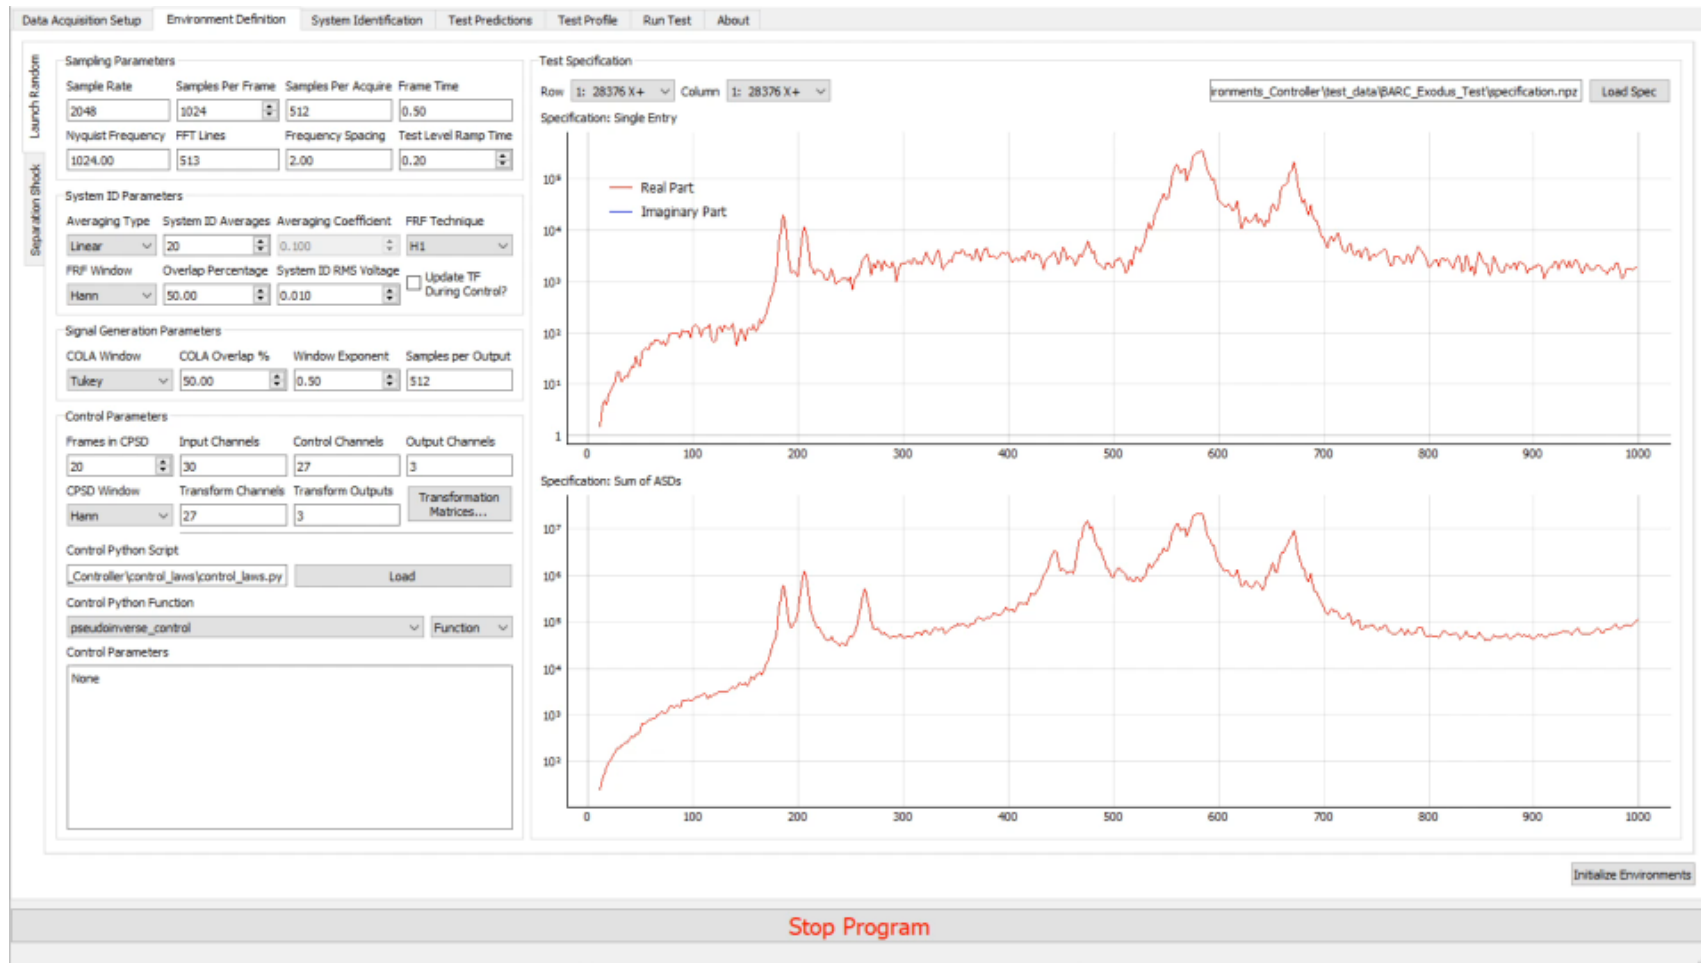 Data Acquisition Setup Environment Definition System Identification Test Predictions Test Profile Run Test About
Launch Random
Separation Shock
Sampling Parameters
Sample Rate Samples Per Frame Samples Per Acquire Frame Time
2048 1024 512 0.50
Nyquist Frequency FFT Lines Frequency Spacing Test Level Ramp Time
1024.00 513 2.00 0.20
System ID Parameters
Averaging Type System ID Averages Averaging Coefficient FRF Technique
Linear 20 0.100 H1
FRF Window Overlap Percentage System ID RMS Voltage Update TF
During Control?
Hann 50.00 0.010
Signal Generation Parameters
COLA Window COLA Overlap % Window Exponent Samples per Output
Tukey 50.00 0.50 512
Control Parameters
Frames in CPSD Input Channels Control Channels Output Channels
20 30 27 3
CPSD Window Transform Channels Transform Outputs Transformation
Matrices...
Hann 27 3
Control Python Script
_Controller\control_laws\control_laws.py Load
Control Python Function
pseudoinverse_control Function
Control Parameters
None
Test Specification
Row 1: 28376 X+ Column 1: 28376 X+ ironments_Controller\test_data\BARC_Exodus_Test\specification.npz Load Spec
Specification: Single Entry
Real Part
Imaginary Part
10⁵
10⁴
10³
10²
10¹
1
0 100 200 300 400 500 600 700 800 900 1000
Specification: Sum of ASDs
10⁷
10⁶
10⁵
10⁴
10³
10²
0 100 200 300 400 500 600 700 800 900 1000
Initialize Environments
Stop Program